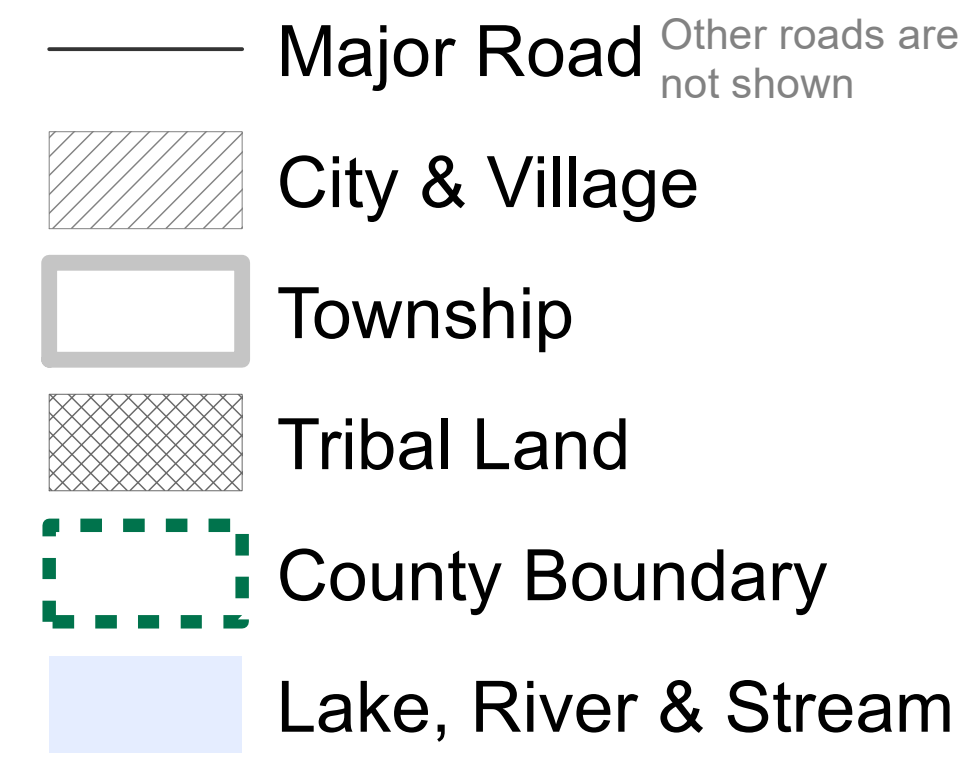 Major Road Other roads are
not shown
City & Village
Township
Tribal Land
County Boundary
Lake, River & Stream